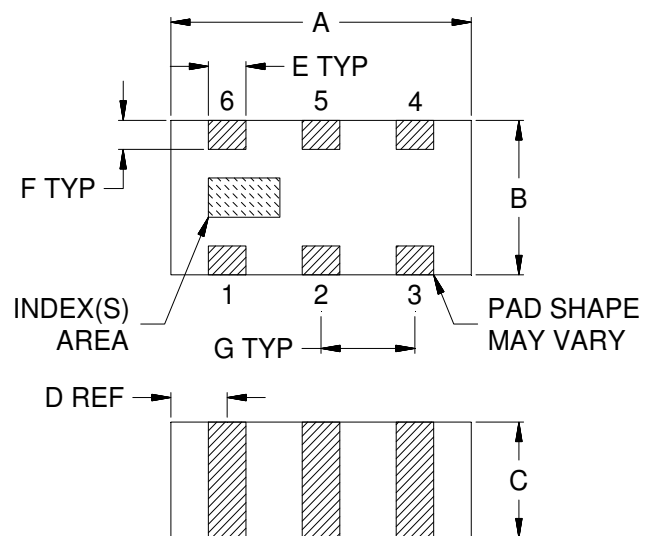 A
E TYP
6 5 4
F TYP
B
1 2 3
INDEX(S)
AREA
PAD SHAPE
MAY VARY
G TYP
D REF
C